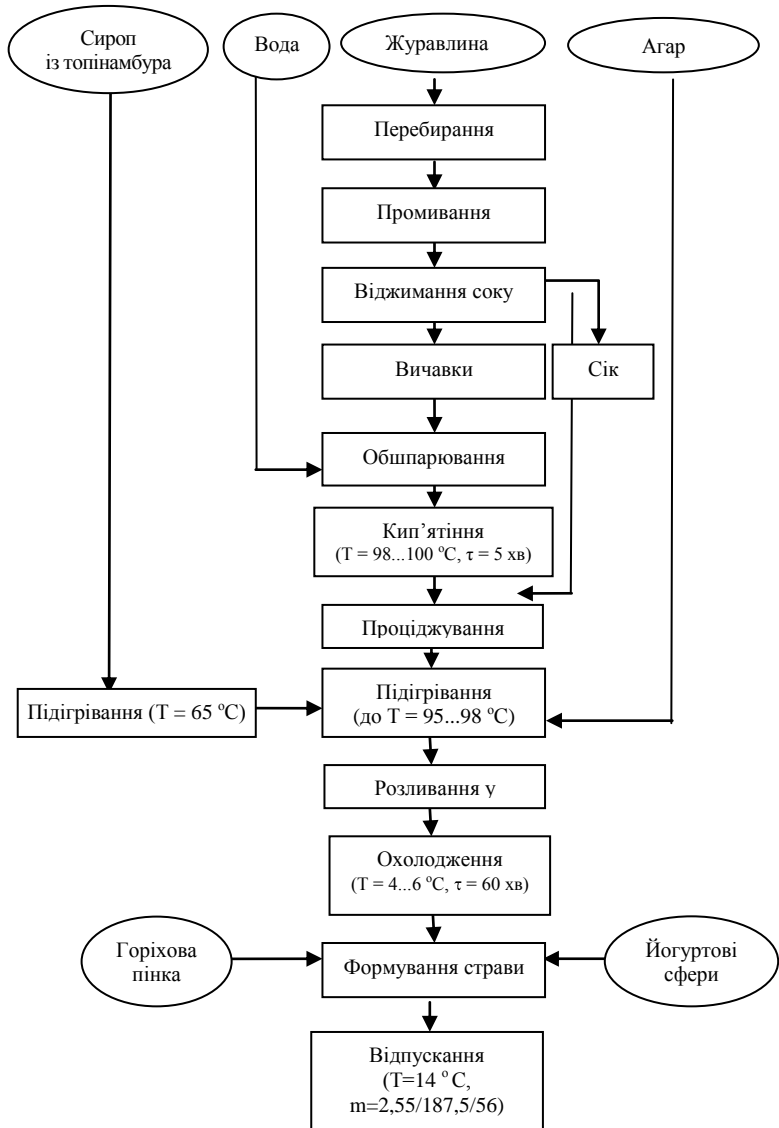 Сироп
із топінамбура
Вода
Журавлина
Агар
Перебирання
Промивання
Віджимання соку
Вичавки
Сік
Обшпарювання
Кип’ятіння
(Т = 98...100 °С, τ = 5 хв)
Проціджування
Підігрівання (Т = 65 °С)
Підігрівання
(до Т = 95...98 °С)
Розливання у
Охолодження
(Т = 4...6 °С, τ = 60 хв)
Горіхова
пінка
Формування страви
Йогуртові
сфери
Відпускання
(Т=14 ° С,
m=2,55/187,5/56)